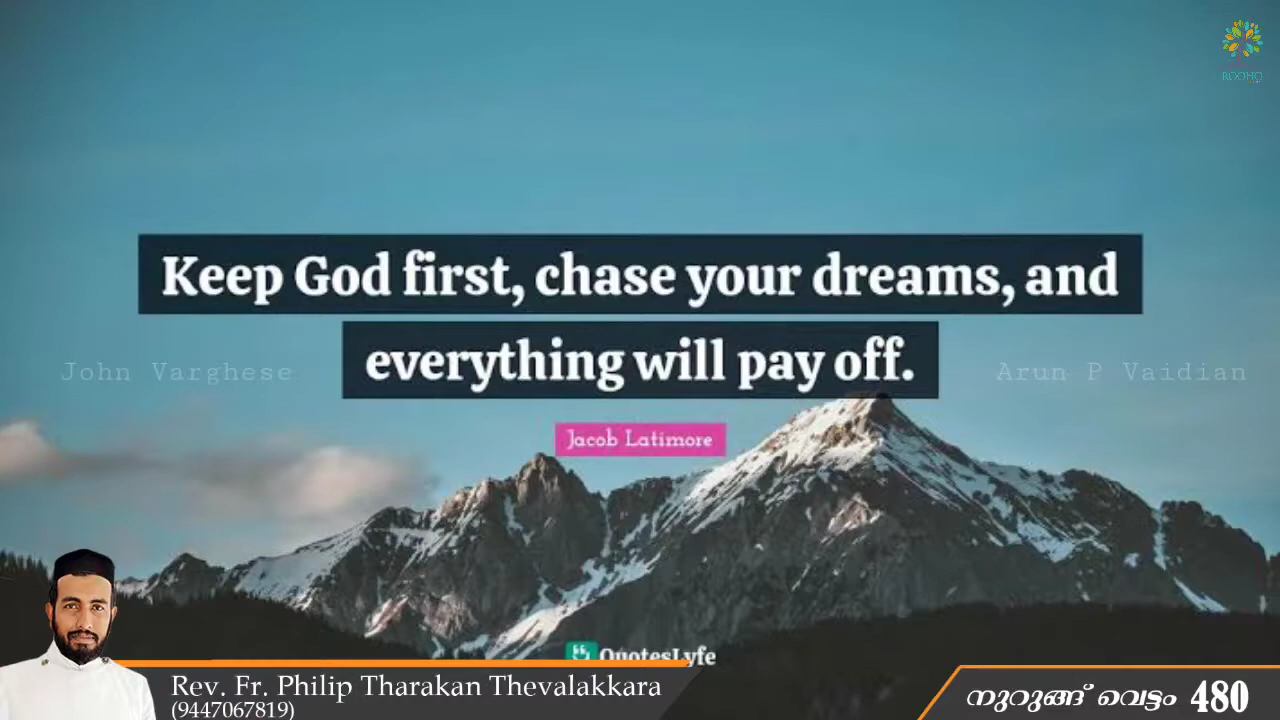 ROOHO
Keep God first, chase your dreams, and
everything will pay off.
John Varghese
Arun P Vaidian
Jacob Latimore
QuotesLyfe
Rev. Fr. Philip Tharakan Thevalakkara
(9447067819)
നുറുങ്ങ് വെട്ടം 480